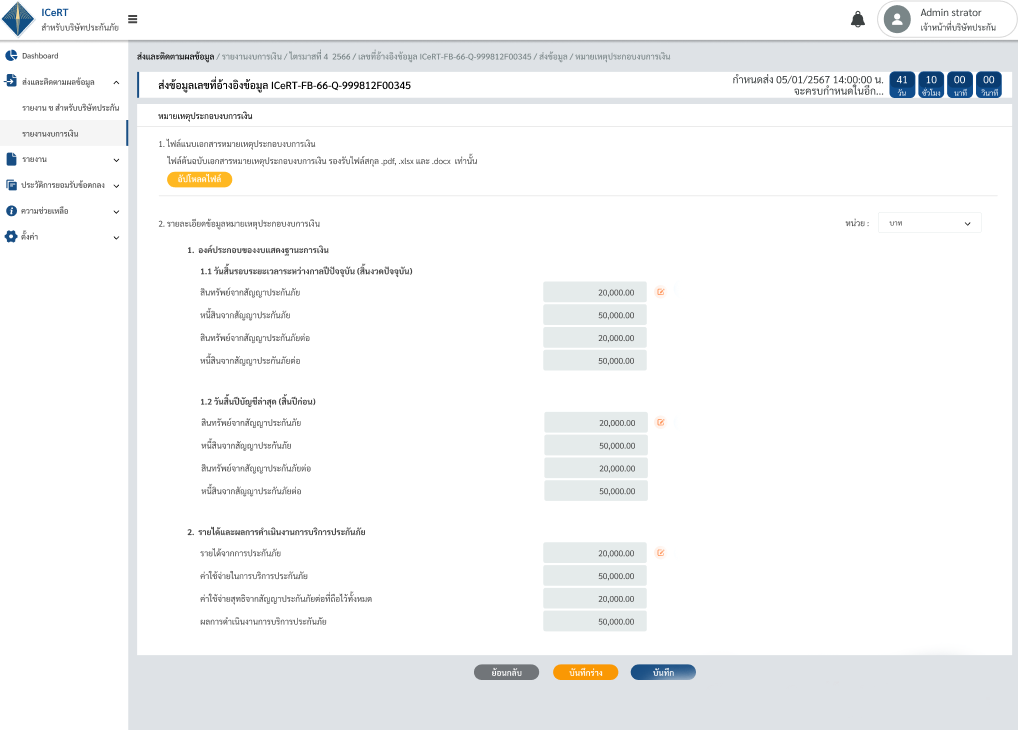 ICeRT
สำหรับบริษัทประกันภัย
Admin strator
เจ้าหน้าที่บริษัทประกัน
Dashboard
ส่งและติดตามผลข้อมูล
รายงาน ข สำหรับบริษัทประกัน
รายงานงบการเงิน
รายงาน
ประวัติการยอมรับข้อตกลง
ความช่วยเหลือ
ตั้งค่า
ส่งและติดตามผลข้อมูล / รายงานงบการเงิน / ไตรมาสที่ 4 2566 / เลขที่อ้างอิงข้อมูล ICeRT-FB-66-Q-999812F00345 / ส่งข้อมูล / หมายเหตุประกอบงบการเงิน
ส่งข้อมูลเลขที่อ้างอิงข้อมูล ICeRT-FB-66-Q-999812F00345
กำหนดส่ง 05/01/2567 14:00:00 น.
จะครบกำหนดในอีก...
41 10 00 00
วัน ชั่วโมง นาที วินาที
หมายเหตุประกอบงบการเงิน
1. ไฟล์แนบเอกสารหมายเหตุประกอบงบการเงิน
ไฟล์ต้นฉบับเอกสารหมายเหตุประกอบงบการเงิน รองรับไฟล์สกุล .pdf, .xlsx และ .docx เท่านั้น
อัปโหลดไฟล์
2. รายละเอียดข้อมูลหมายเหตุประกอบงบการเงิน
หน่วย : บาท
1. องค์ประกอบของงบแสดงฐานะการเงิน
1.1 วันสิ้นรอบระยะเวลาระหว่างกาลปีปัจจุบัน (สิ้นงวดปัจจุบัน)
สินทรัพย์จากสัญญาประกันภัย 20,000.00
หนี้สินจากสัญญาประกันภัย 50,000.00
สินทรัพย์จากสัญญาประกันภัยต่อ 20,000.00
หนี้สินจากสัญญาประกันภัยต่อ 50,000.00
1.2 วันสิ้นปีบัญชีล่าสุด (สิ้นปีก่อน)
สินทรัพย์จากสัญญาประกันภัย 20,000.00
หนี้สินจากสัญญาประกันภัย 50,000.00
สินทรัพย์จากสัญญาประกันภัยต่อ 20,000.00
หนี้สินจากสัญญาประกันภัยต่อ 50,000.00
2. รายได้และผลการดำเนินงานการบริการประกันภัย
รายได้จากการประกันภัย 20,000.00
ค่าใช้จ่ายในการบริการประกันภัย 50,000.00
ค่าใช้จ่ายสุทธิจากสัญญาประกันภัยต่อที่ถือไว้ทั้งหมด 20,000.00
ผลการดำเนินงานการบริการประกันภัย 50,000.00
ย้อนกลับ บันทึกร่าง บันทึก